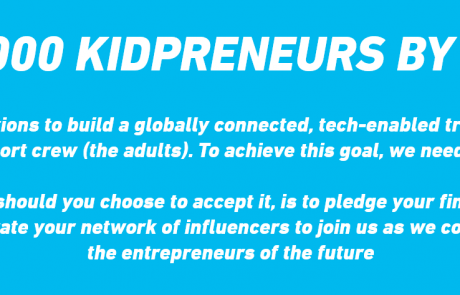 000 KIDPRENEURS BY
tions to build a globally connected, tech-enabled tr
ort crew (the adults). To achieve this goal, we need
should you choose to accept it, is to pledge your fin
ate your network of influencers to join us as we co
the entrepreneurs of the future